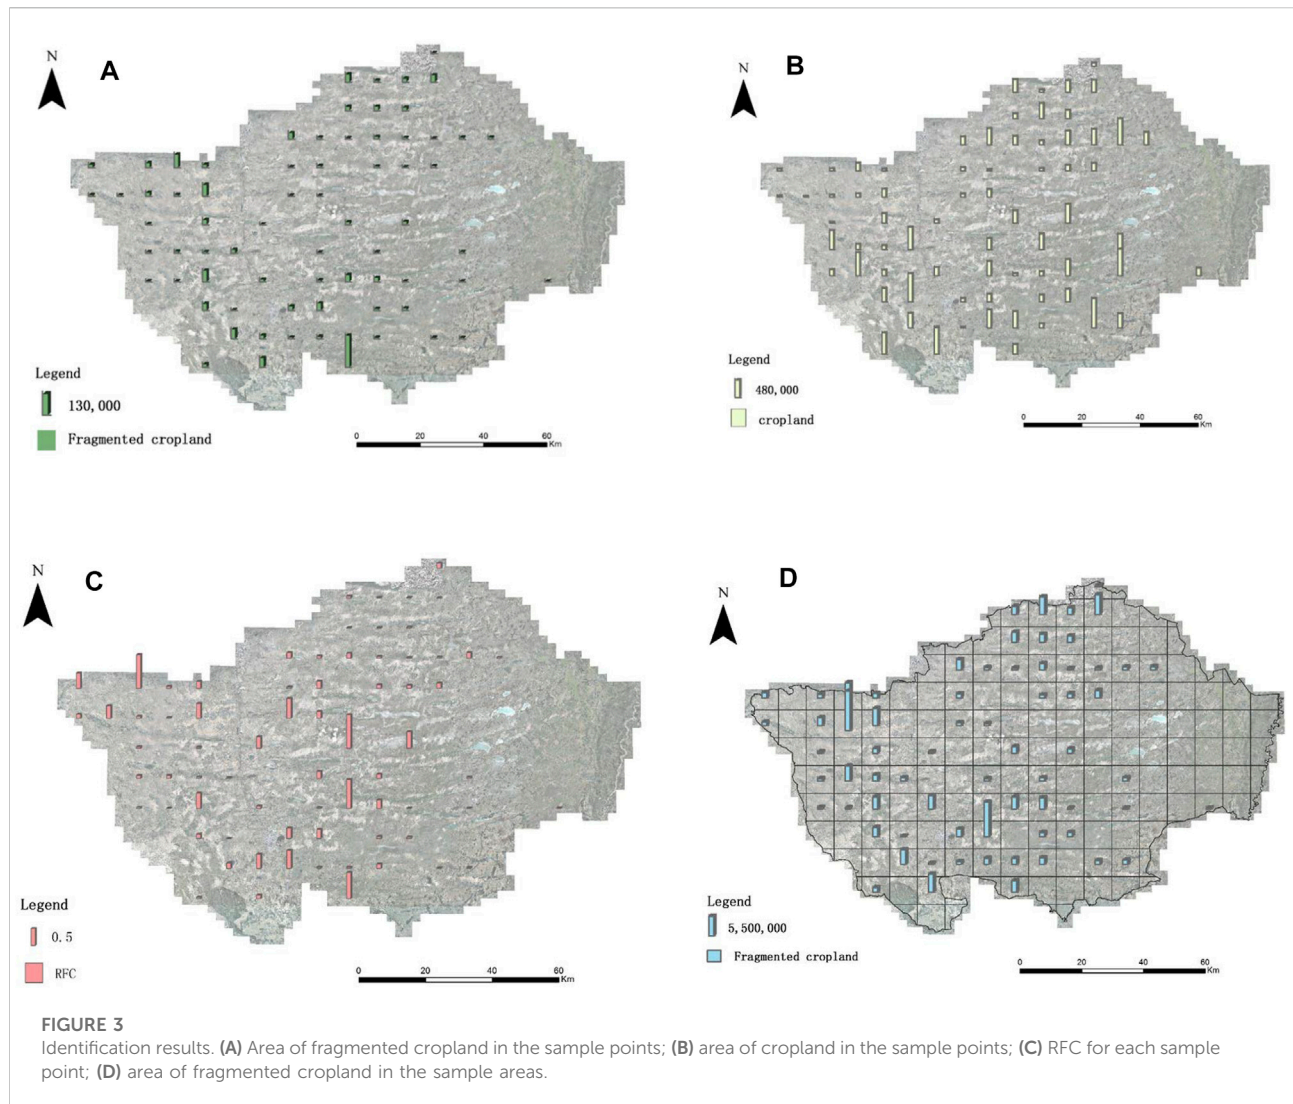 A
N
Legend
130,000
Fragmented cropland
0 20 40 60
Km
B
N
Legend
480,000
cropland
0 20 40 60
Km
C
N
Legend
0.5
RFC
0 20 40 60
Km
D
N
Legend
5,500,000
Fragmented cropland
0 20 40 60
Km
FIGURE 3
Identification results. (A) Area of fragmented cropland in the sample points; (B) area of cropland in the sample points; (C) RFC for each sample
point; (D) area of fragmented cropland in the sample areas.